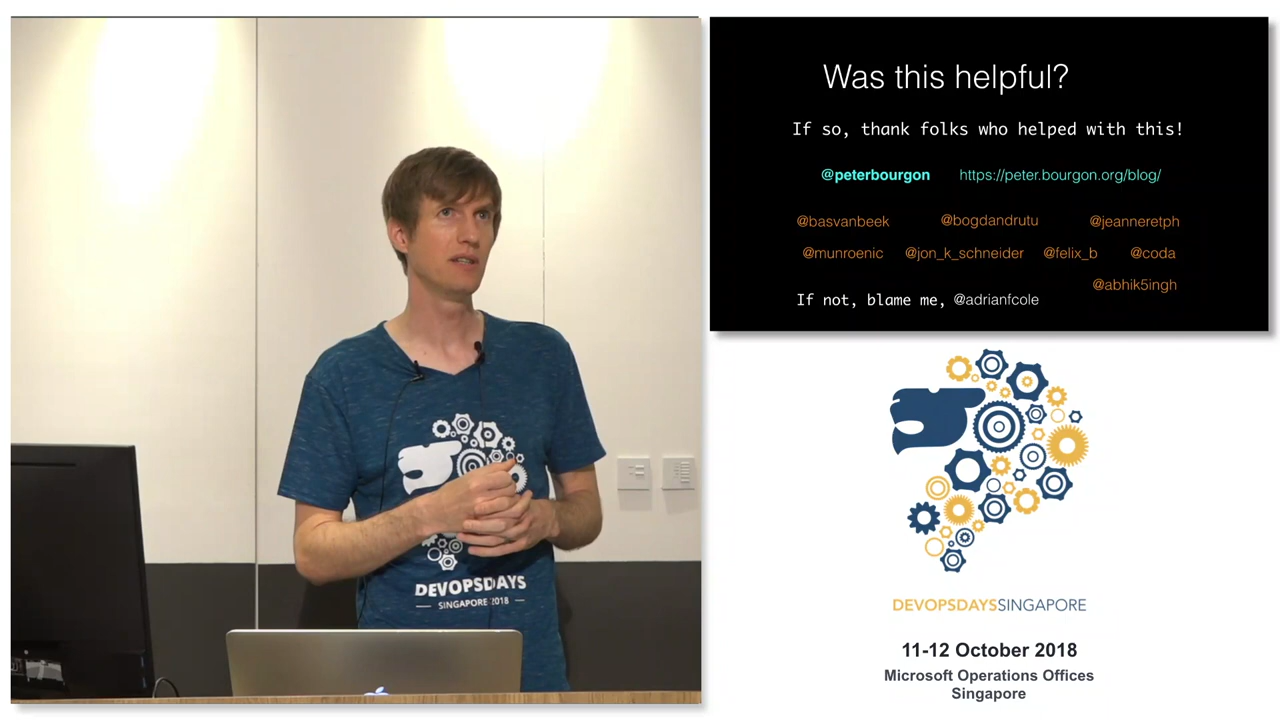 Was this helpful?
If so, thank folks who helped with this!
@peterbourgon https://peter.bourgon.org/blog/
@basvanbeek @bogdandrutu @jeanneretph
@munroenic @jon_k_schneider @felix_b @coda
@abhik5ingh
If not, blame me, @adrianfcole
DEVOPSDAYS
SINGAPORE 2018
DEVOPSDAYSSINGAPORE
11-12 October 2018
Microsoft Operations Offices
Singapore